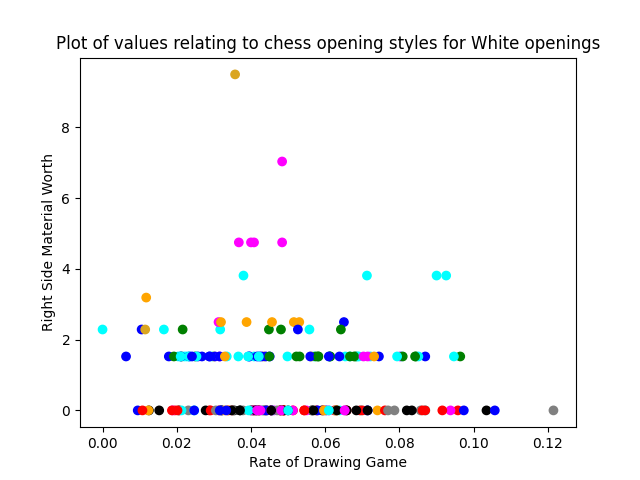 Plot of values relating to chess opening styles for White openings
Right Side Material Worth
8
6
4
2
0
0.00 0.02 0.04 0.06 0.08 0.10 0.12
Rate of Drawing Game